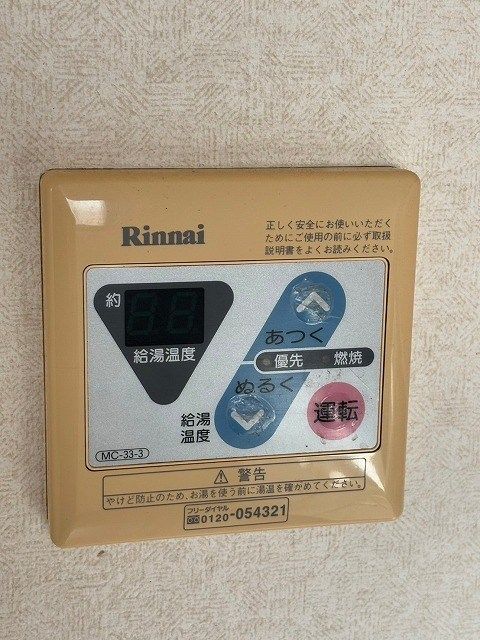 Rinnai
正しく安全にお使いいただく
ためにご使用の前に必ず取扱
説明書をよくお読みください。
約
給湯温度
あつく
優先
燃焼
ぬるく
給湯
温度
運転
MC-33-3
警告
やけど防止のため、お湯を使う前に湯温を確かめてください。
フリーダイヤル
0120-054321